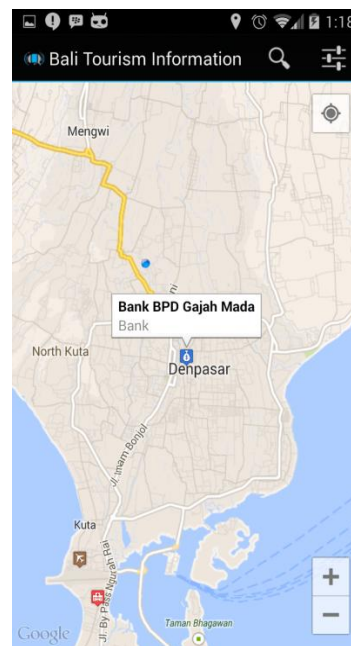 1:18
Bali Tourism Information
Mengwi
Bank BPD Gajah Mada
Bank
North Kuta
Denpasar
Jl. Imam Bonjol
Kuta
Jl. By Pass Ngurah Rai
Taman Bhagawan
Google